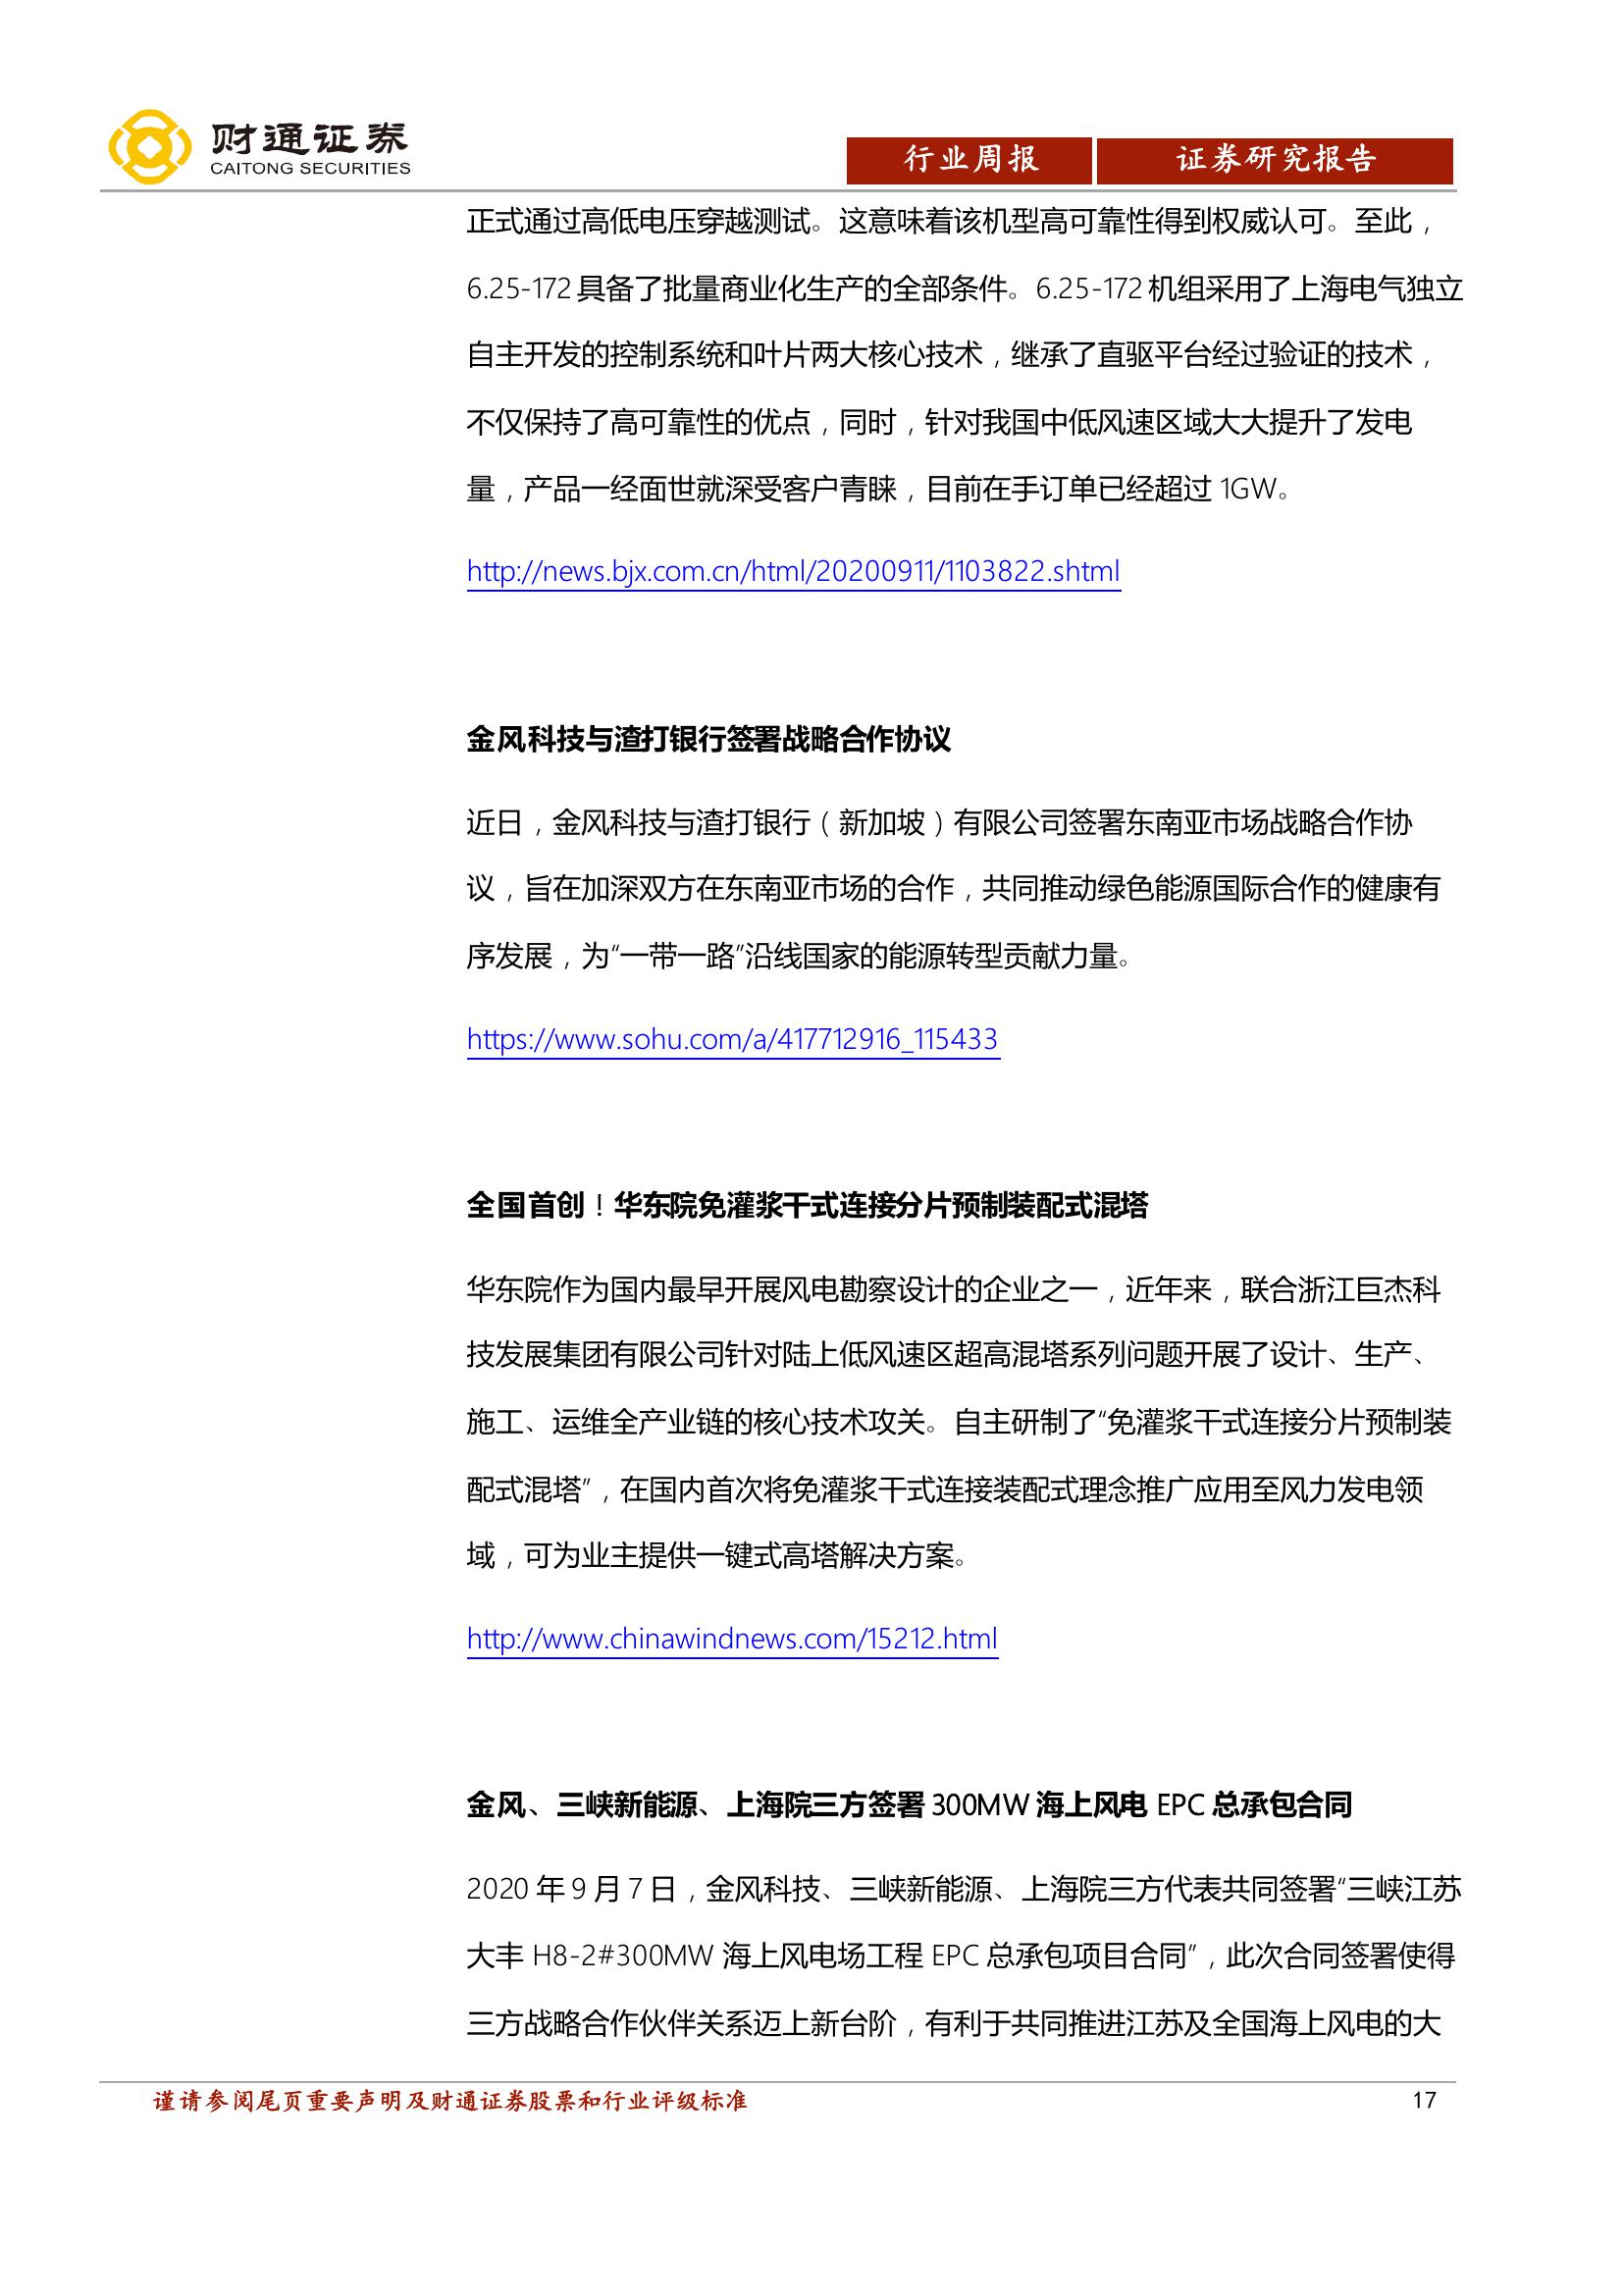 财通证券
CAITONG SECURITIES
行业周报 证券研究报告
正式通过高低电压穿越测试。这意味着该机型高可靠性得到权威认可。至此，
6.25-172 具备了批量商业化生产的全部条件。6.25-172 机组采用了上海电气独立
自主开发的控制系统和叶片两大核心技术，继承了直驱平台经过验证的技术，
不仅保持了高可靠性的优点，同时，针对我国中低风速区域大大提升了发电
量，产品一经面世就深受客户青睐，目前在手订单已经超过 1GW。
http://news.bjx.com.cn/html/20200911/1103822.shtml
金风科技与渣打银行签署战略合作协议
近日，金风科技与渣打银行（新加坡）有限公司签署东南亚市场战略合作协
议，旨在加深双方在东南亚市场的合作，共同推动绿色能源国际合作的健康有
序发展，为“一带一路”沿线国家的能源转型贡献力量。
https://www.sohu.com/a/417712916_115433
全国首创！华东院免灌浆干式连接分片预制装配式混塔
华东院作为国内最早开展风电勘察设计的企业之一，近年来，联合浙江巨杰科
技发展集团有限公司针对陆上低风速区超高混塔系列问题开展了设计、生产、
施工、运维全产业链的核心技术攻关。自主研制了“免灌浆干式连接分片预制装
配式混塔”，在国内首次将免灌浆干式连接装配式理念推广应用至风力发电领
域，可为业主提供一键式高塔解决方案。
http://www.chinawindnews.com/15212.html
金风、三峡新能源、上海院三方签署 300MW 海上风电 EPC 总承包合同
2020 年 9 月 7 日，金风科技、三峡新能源、上海院三方代表共同签署“三峡江苏
大丰 H8-2#300MW 海上风电场工程 EPC 总承包项目合同”，此次合同签署使得
三方战略合作伙伴关系迈上新台阶，有利于共同推进江苏及全国海上风电的大
谨请参阅尾页重要声明及财通证券股票和行业评级标准 17